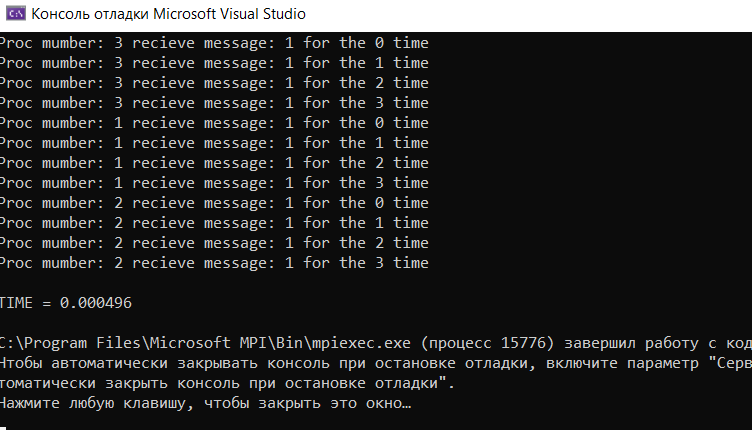 Консоль отладки Microsoft Visual Studio
Proc mumber: 3 recieve message: 1 for the 0 time
Proc mumber: 3 recieve message: 1 for the 1 time
Proc mumber: 3 recieve message: 1 for the 2 time
Proc mumber: 3 recieve message: 1 for the 3 time
Proc mumber: 1 recieve message: 1 for the 0 time
Proc mumber: 1 recieve message: 1 for the 1 time
Proc mumber: 1 recieve message: 1 for the 2 time
Proc mumber: 1 recieve message: 1 for the 3 time
Proc mumber: 2 recieve message: 1 for the 0 time
Proc mumber: 2 recieve message: 1 for the 1 time
Proc mumber: 2 recieve message: 1 for the 2 time
Proc mumber: 2 recieve message: 1 for the 3 time
TIME = 0.000496
C:\Program Files\Microsoft MPI\Bin\mpiexec.exe (процесс 15776) завершил работу с код
Чтобы автоматически закрывать консоль при остановке отладки, включите параметр "Серв
томатически закрыть консоль при остановке отладки".
Нажмите любую клавишу, чтобы закрыть это окно…